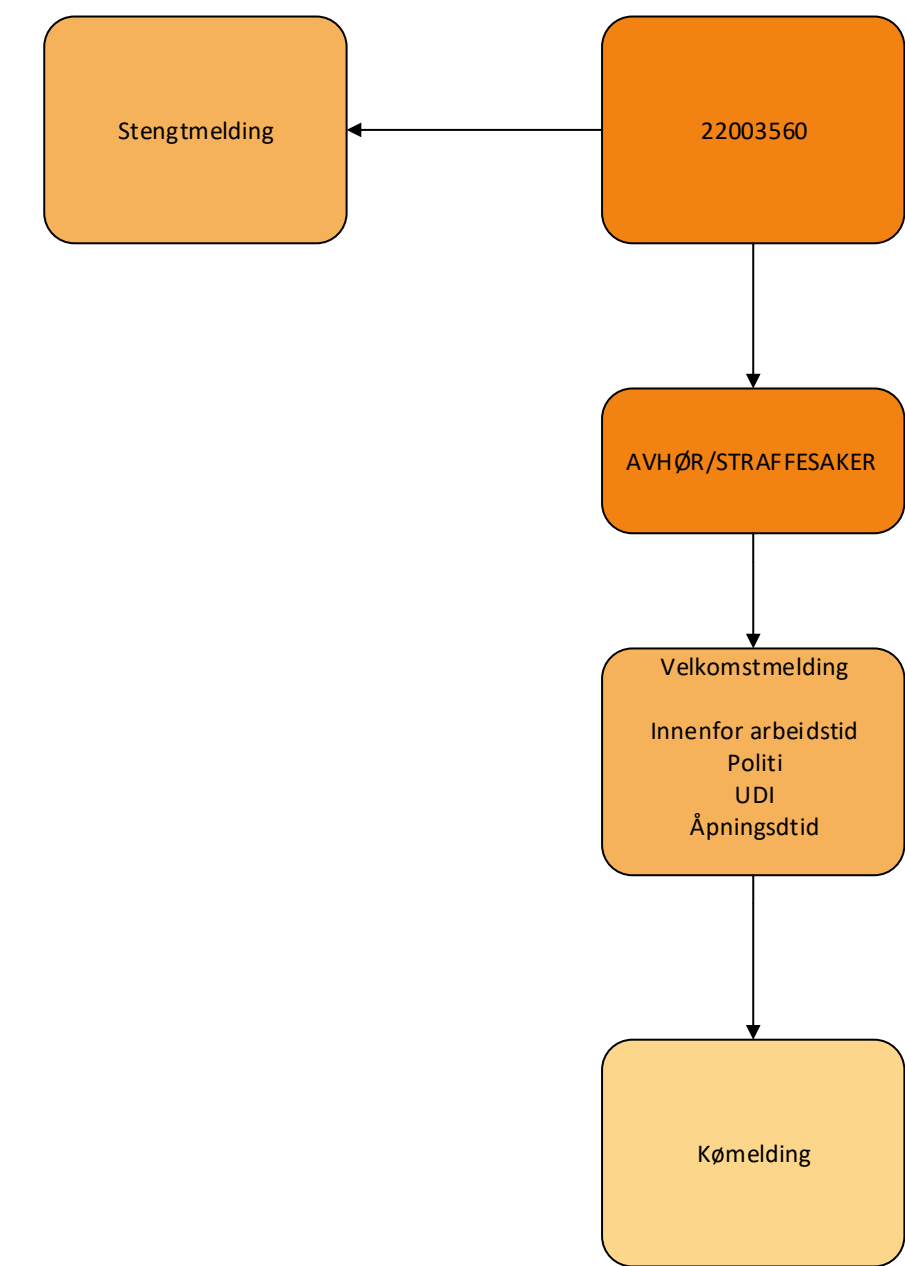 Stengtmelding
22003560
AVHØR/STRAFFESAKER
Velkomstmelding
Innenfor arbeidstid
Politi
UDI
Åpningsdtid
Kømelding